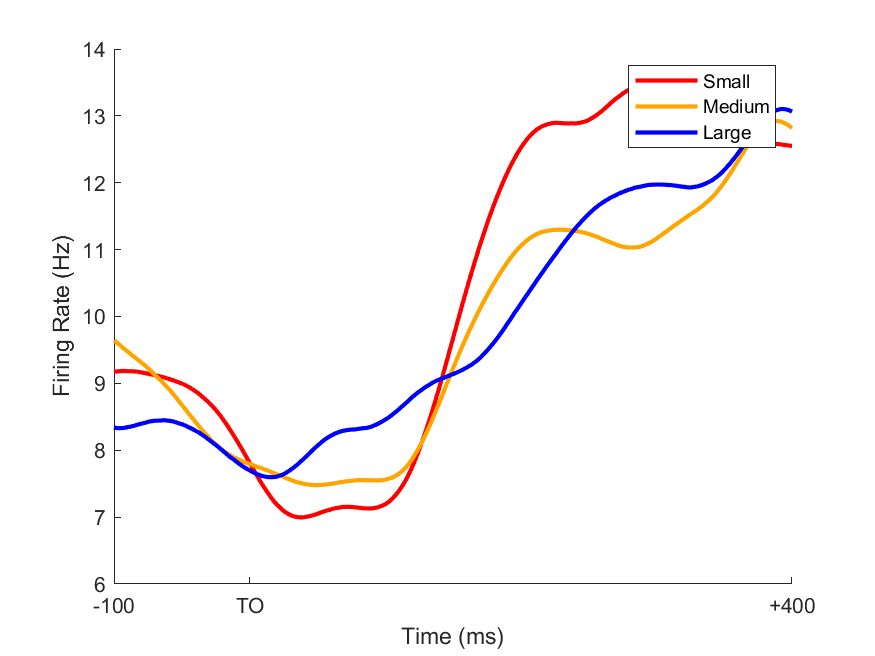 14
13
12
11
10
9
8
7
6
Firing Rate (Hz)
Small
Medium
Large
-100
TO
+400
Time (ms)